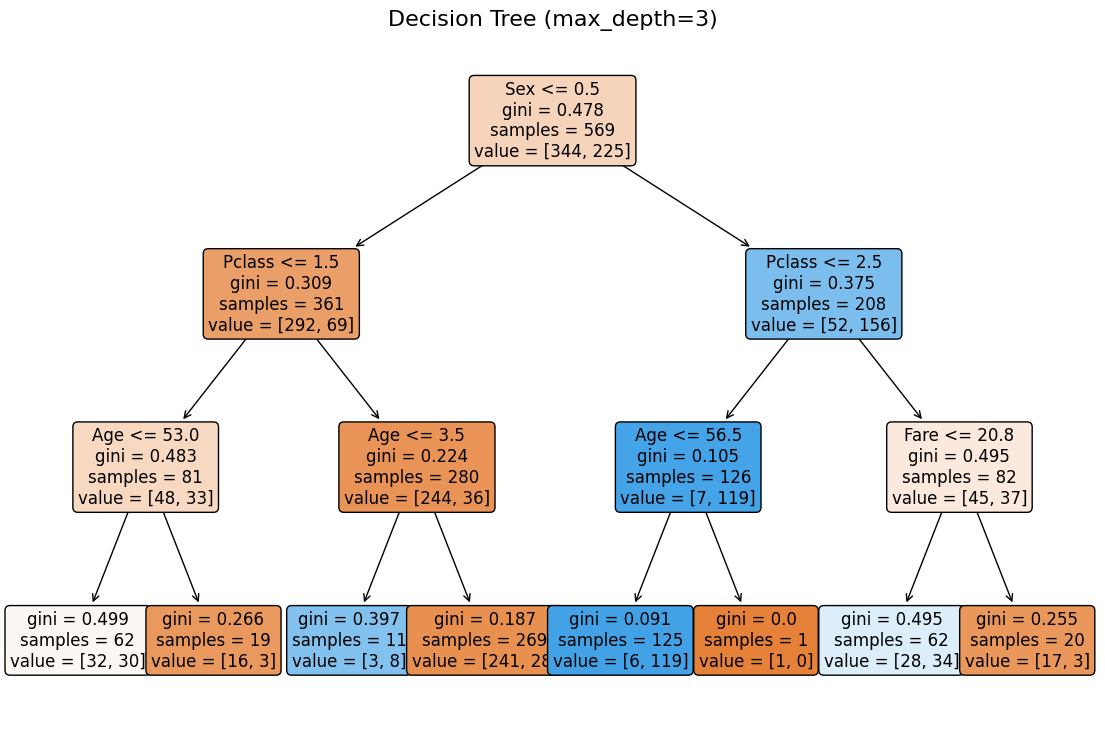 Decision Tree (max_depth=3)
Sex <= 0.5
gini = 0.478
samples = 569
value = [344, 225]
Pclass <= 1.5
gini = 0.309
samples = 361
value = [292, 69]
Pclass <= 2.5
gini = 0.375
samples = 208
value = [52, 156]
Age <= 53.0
gini = 0.483
samples = 81
value = [48, 33]
Age <= 3.5
gini = 0.224
samples = 280
value = [244, 36]
Age <= 56.5
gini = 0.105
samples = 126
value = [7, 119]
Fare <= 20.8
gini = 0.495
samples = 82
value = [45, 37]
gini = 0.499
samples = 62
value = [32, 30]
gini = 0.266
samples = 19
value = [16, 3]
gini = 0.397
samples = 11
value = [3, 8]
gini = 0.187
samples = 269
value = [241, 28
gini = 0.091
samples = 125
value = [6, 119]
gini = 0.0
samples = 1
value = [1, 0]
gini = 0.495
samples = 62
value = [28, 34]
gini = 0.255
samples = 20
value = [17, 3]